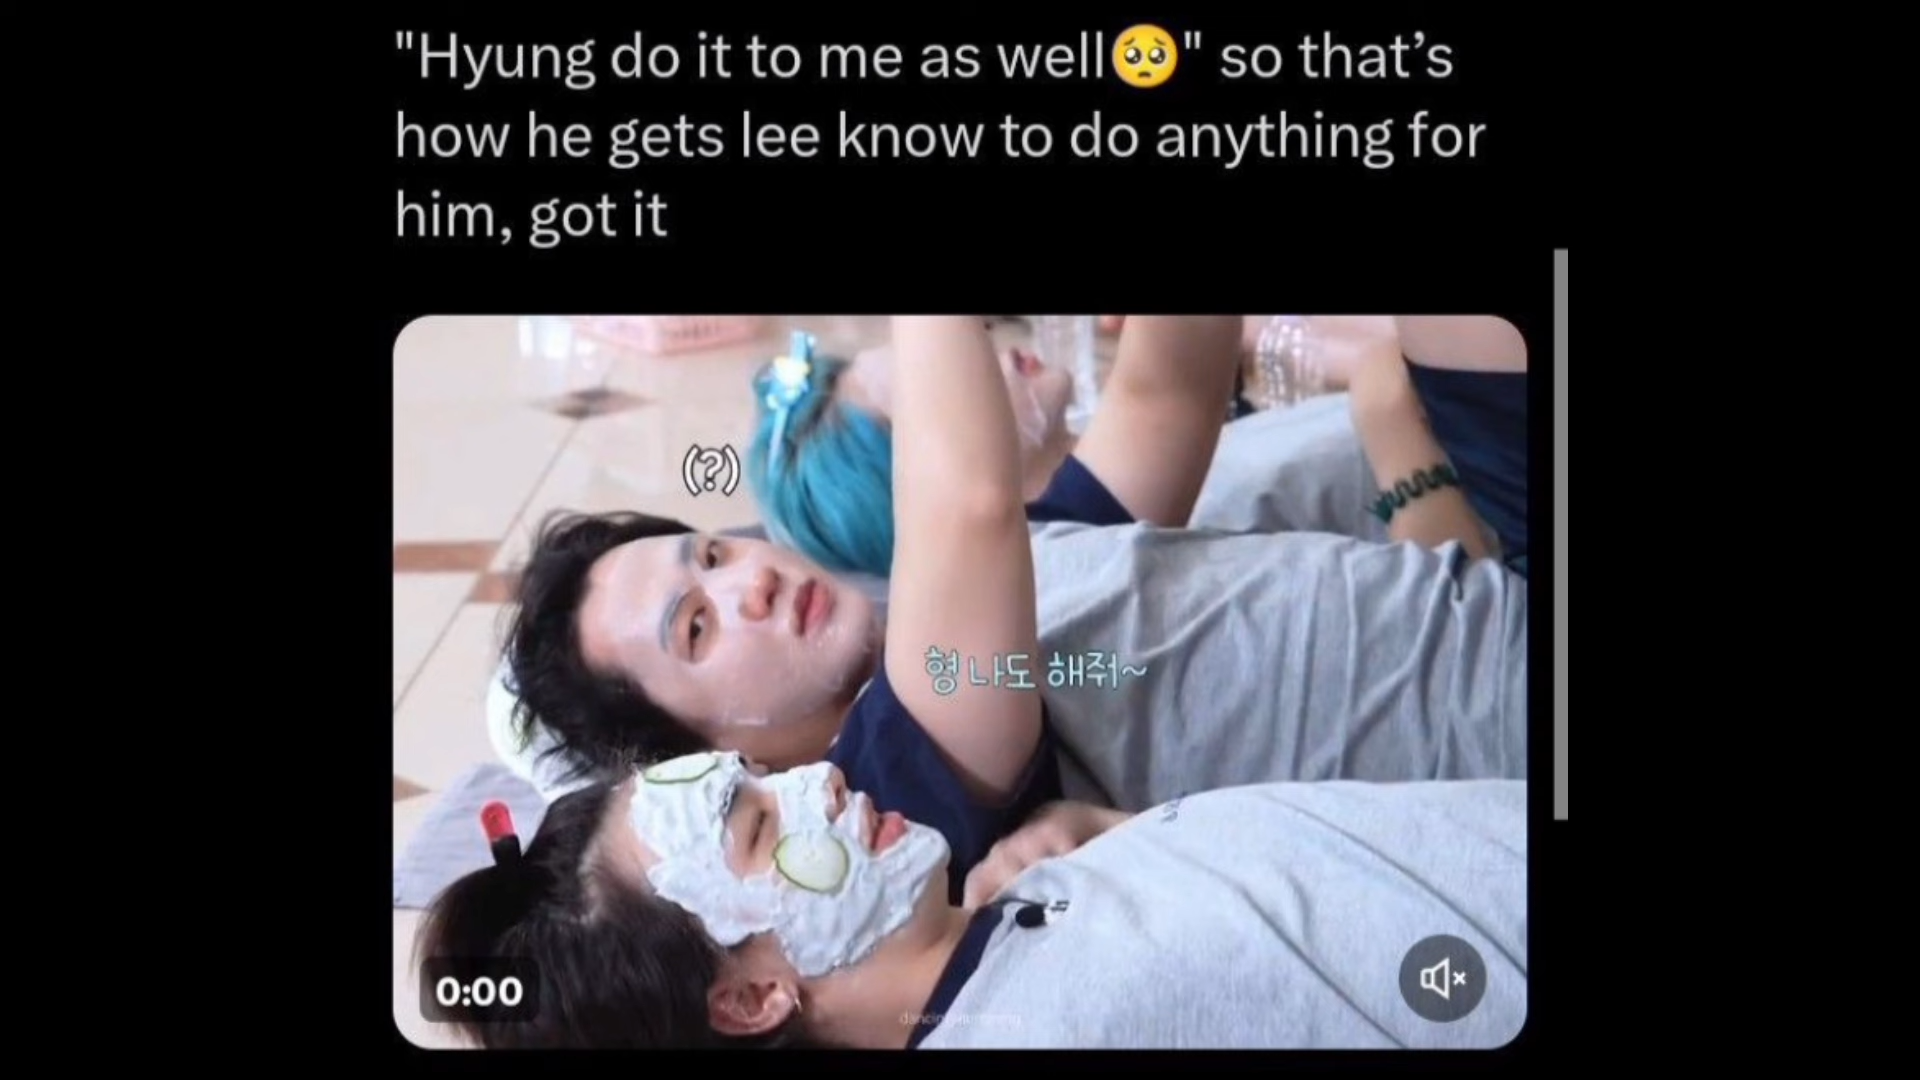 "Hyung do it to me as well🥺" so that’s
how he gets lee know to do anything for
him, got it
(?)
형 나도 해줘~
0:00